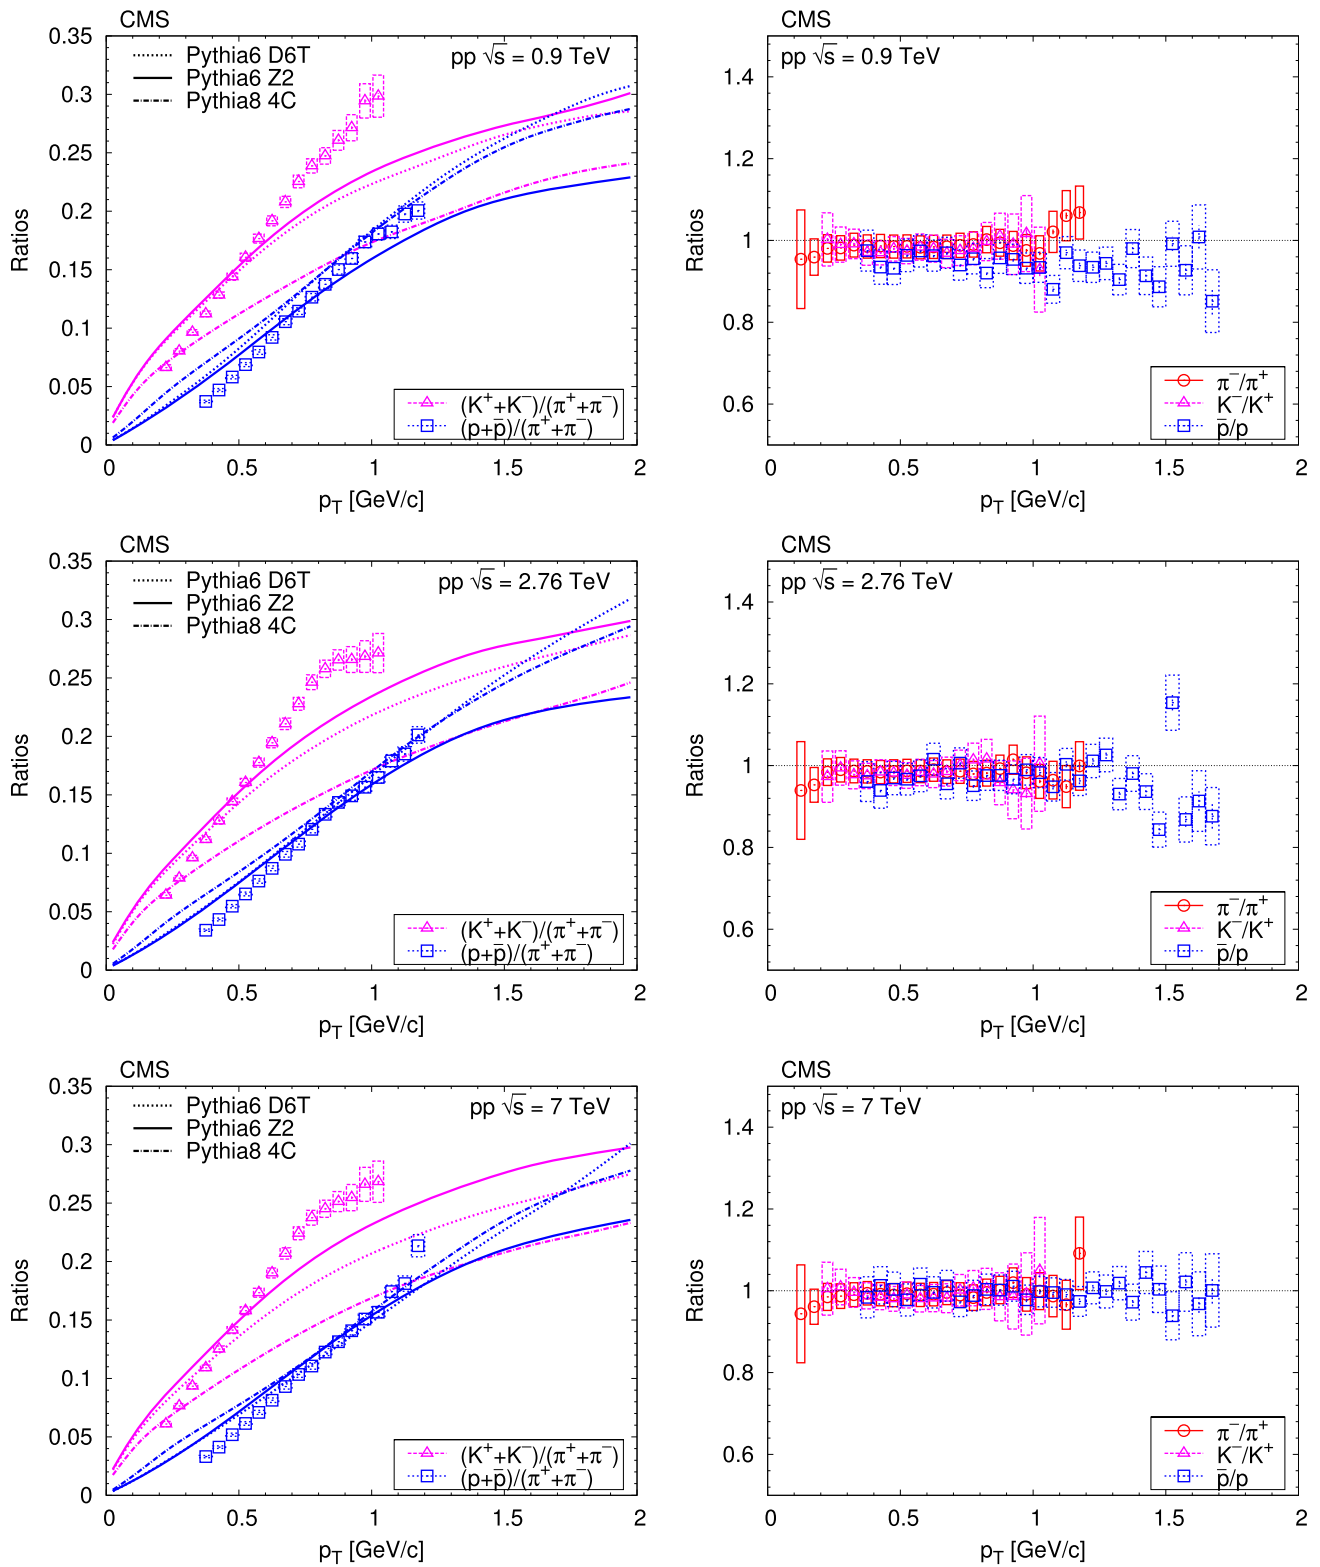 CMS
0.35
0.3
0.25
0.2
0.15
0.1
0.05
0
Ratios
Pythia6 D6T
Pythia6 Z2
Pythia8 4C
pp √s = 0.9 TeV
(K⁺+K⁻)/(π⁺+π⁻)
(p+p̄)/(π⁺+π⁻)
0 0.5 1 1.5 2
p_T [GeV/c]
CMS
pp √s = 0.9 TeV
1.4
1.2
1
0.8
0.6
Ratios
π⁻/π⁺
K⁻/K⁺
p̄/p
0 0.5 1 1.5 2
p_T [GeV/c]
CMS
0.35
0.3
0.25
0.2
0.15
0.1
0.05
0
Ratios
Pythia6 D6T
Pythia6 Z2
Pythia8 4C
pp √s = 2.76 TeV
(K⁺+K⁻)/(π⁺+π⁻)
(p+p̄)/(π⁺+π⁻)
0 0.5 1 1.5 2
p_T [GeV/c]
CMS
pp √s = 2.76 TeV
1.4
1.2
1
0.8
0.6
Ratios
π⁻/π⁺
K⁻/K⁺
p̄/p
0 0.5 1 1.5 2
p_T [GeV/c]
CMS
0.35
0.3
0.25
0.2
0.15
0.1
0.05
0
Ratios
Pythia6 D6T
Pythia6 Z2
Pythia8 4C
pp √s = 7 TeV
(K⁺+K⁻)/(π⁺+π⁻)
(p+p̄)/(π⁺+π⁻)
0 0.5 1 1.5 2
p_T [GeV/c]
CMS
pp √s = 7 TeV
1.4
1.2
1
0.8
0.6
Ratios
π⁻/π⁺
K⁻/K⁺
p̄/p
0 0.5 1 1.5 2
p_T [GeV/c]